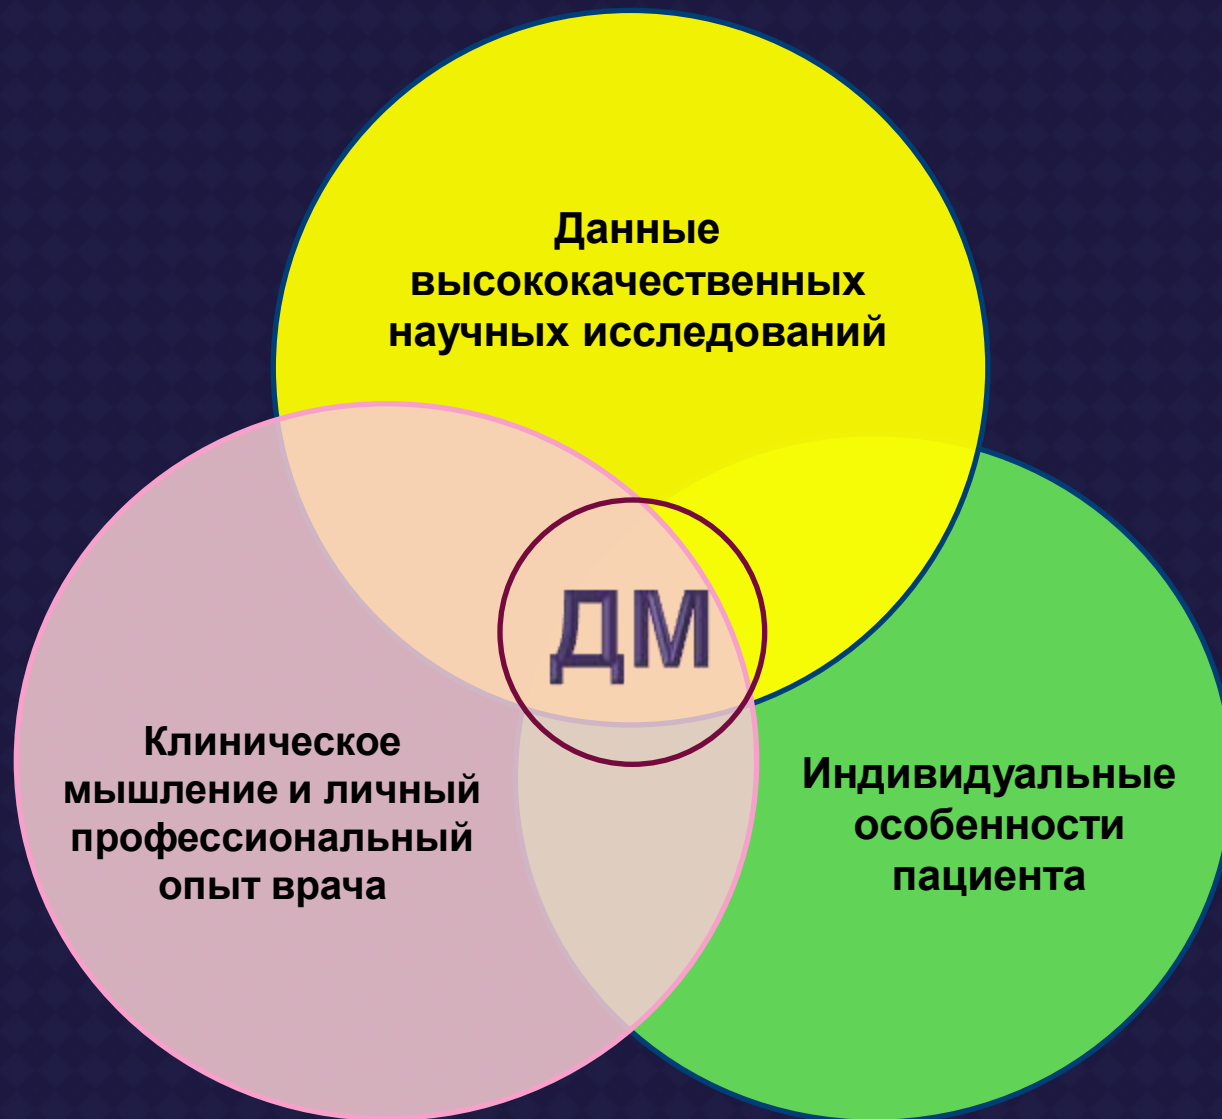 Данные
высококачественных
научных исследований
ДМ
Клиническое
мышление и личный
профессиональный
опыт врача
Индивидуальные
особенности
пациента